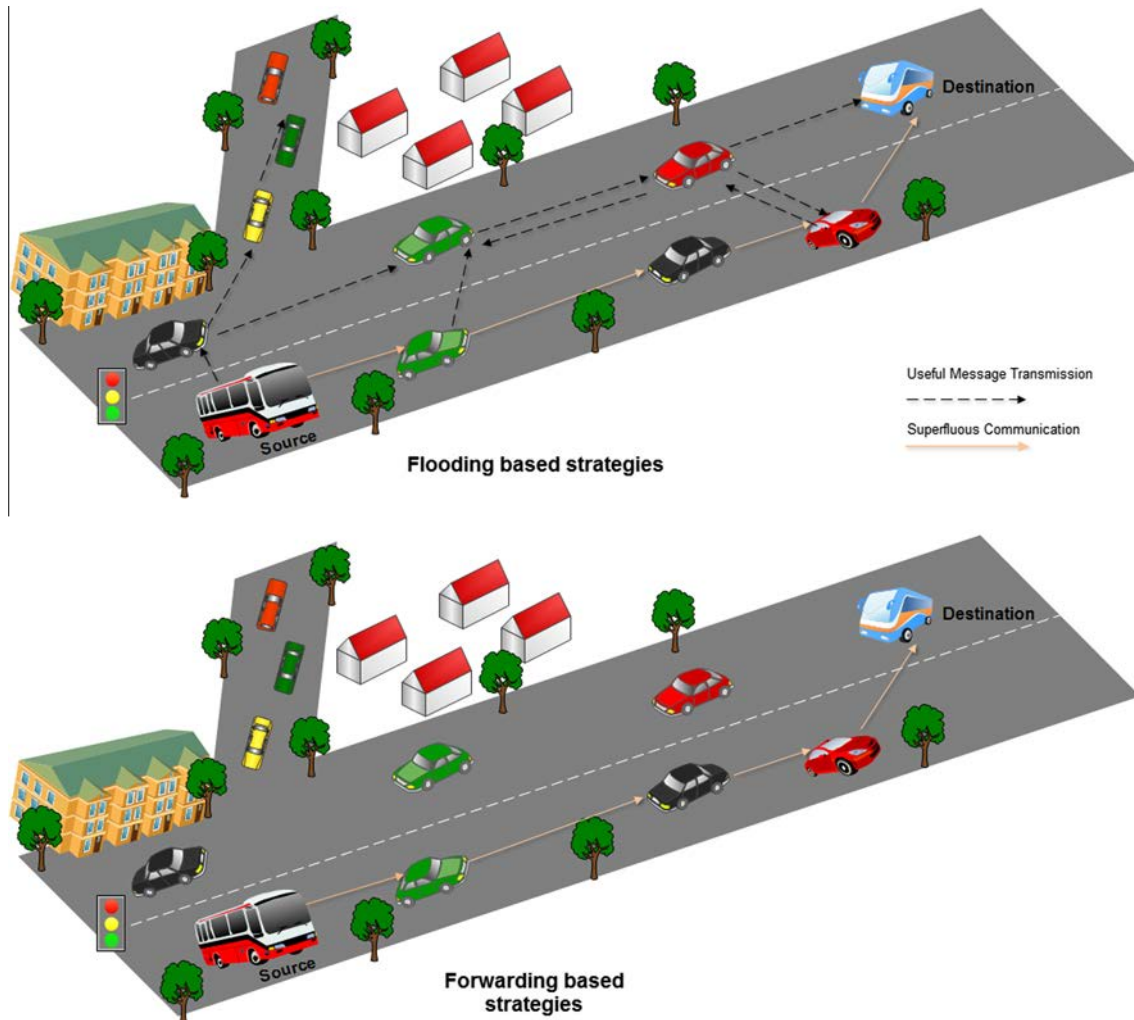 Destination
Source
Useful Message Transmission
Superfluous Communication
Flooding based strategies
Destination
Source
Forwarding based
strategies